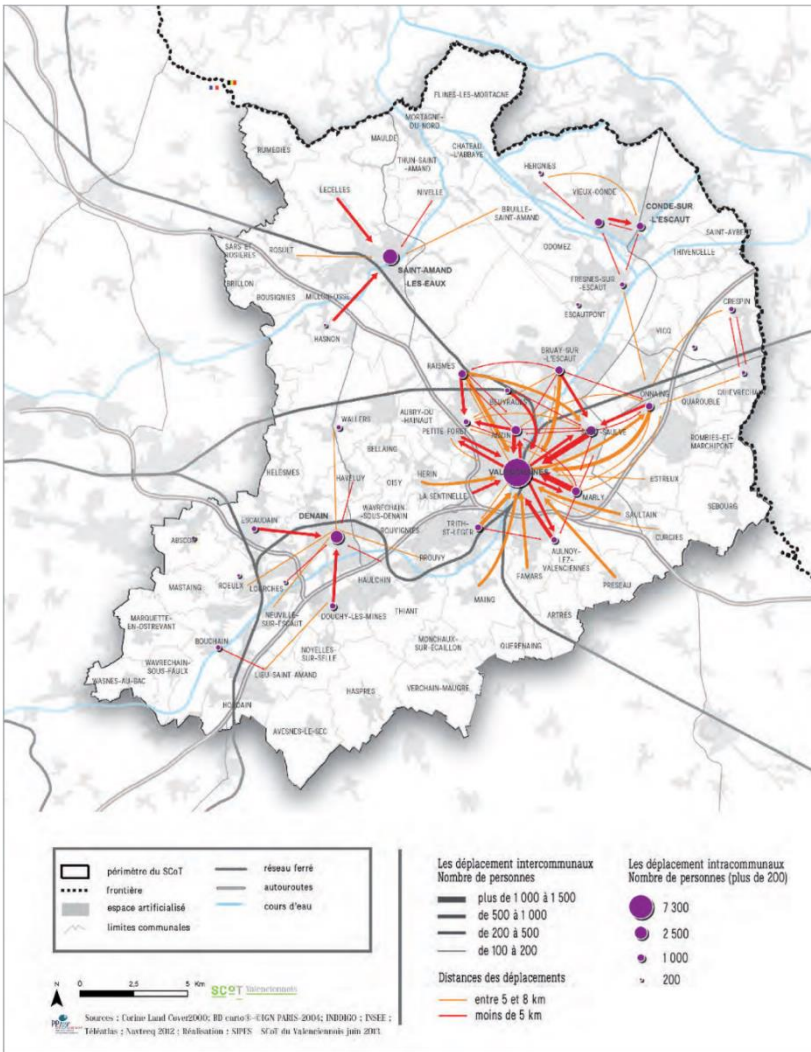 FLINES-LES-MORTAGNE
MORTAGNE-
DU NORD
RUMEGIES
MAULDE
CHATEAU
-L'ABBAYE
THUN-SAINT
-AMAND
HERGNIES
LECELLES
NIVELLE
VIEUX-CONDE
BRUILLE-
SAINT-AMAND
CONDE-SUR
-L'ESCAUT
SAINT-AYBERT
SARS ET
ROSIERES
ROSULT
ODOMEZ
THIVENCELLE
SAINT-AMAND
-LES-EAUX
BRILLON
FRESNES-SUR
-ESCAUT
BOUSIGNIES
MILLONFOSSE
ESCAUTPONT
CRESPIN
HASNON
VICQ
BRUAY-SUR
-L'ESCAUT
RAISMES
QUIEVRECHAIN
BEUVRAGES
ONNAING
QUAROUBLE
WALLERS
AUBRY-DU
-HAINAUT
PETITE-FORET
ANZIN
ROMBIES-ET-
MARCHIPONT
BELLAING
HELESMES
HERIN
VALENCIENNES
OISY
ESTREUX
HAVELUY
LA SENTINELLE
MARLY
SEBOURG
WAVRECHAIN
-SOUS-DENAIN
SAULTAIN
DENAIN
ESCAUDAIN
ROUVIGNIES
TRITH-
ST-LEGER
CURGIES
ABSCON
AULNOY-LEZ-
VALENCIENNES
PROUVY
ROEULX
HAULCHIN
FAMARS
MASTAING
LOURCHES
PRESEAU
MAING
NEUVILLE-
SUR-ESCAUT
DOUCHY-LES-MINES
THIANT
ARTRES
MARQUETTE-
EN-OSTREVANT
MONCHAUX-
SUR-ECAILLON
QUERENAING
BOUCHAIN
NOYELLES-
SUR-SELLE
WAVRECHAIN-
SOUS-FAULX
LIEU-SAINT-AMAND
WASNES-AU-BAC
HASPRES
VERCHAIN-MAUGRE
HORDAIN
AVESNES-LE-SEC
périmètre du SCoT
frontière
espace artificialisé
limites communales
réseau ferré
autouroutes
cours d'eau
Les déplacement intercommunaux
Nombre de personnes
plus de 1 000 à 1 500
de 500 à 1 000
de 200 à 500
de 100 à 200
Distances des déplacements
entre 5 et 8 km
moins de 5 km
Les déplacement intracommunaux
Nombre de personnes (plus de 200)
7 300
2 500
1 000
200
N
0 2,5 5 Km
SCoT Valenciennois
Sources : Corine Land Cover2000; BD carto®-©IGN PARIS-2004; INDDIGO ; INSEE ;
Téléatlas ; Navteq 2012 ; Réalisation : SIPES SCoT du Valenciennois juin 2013